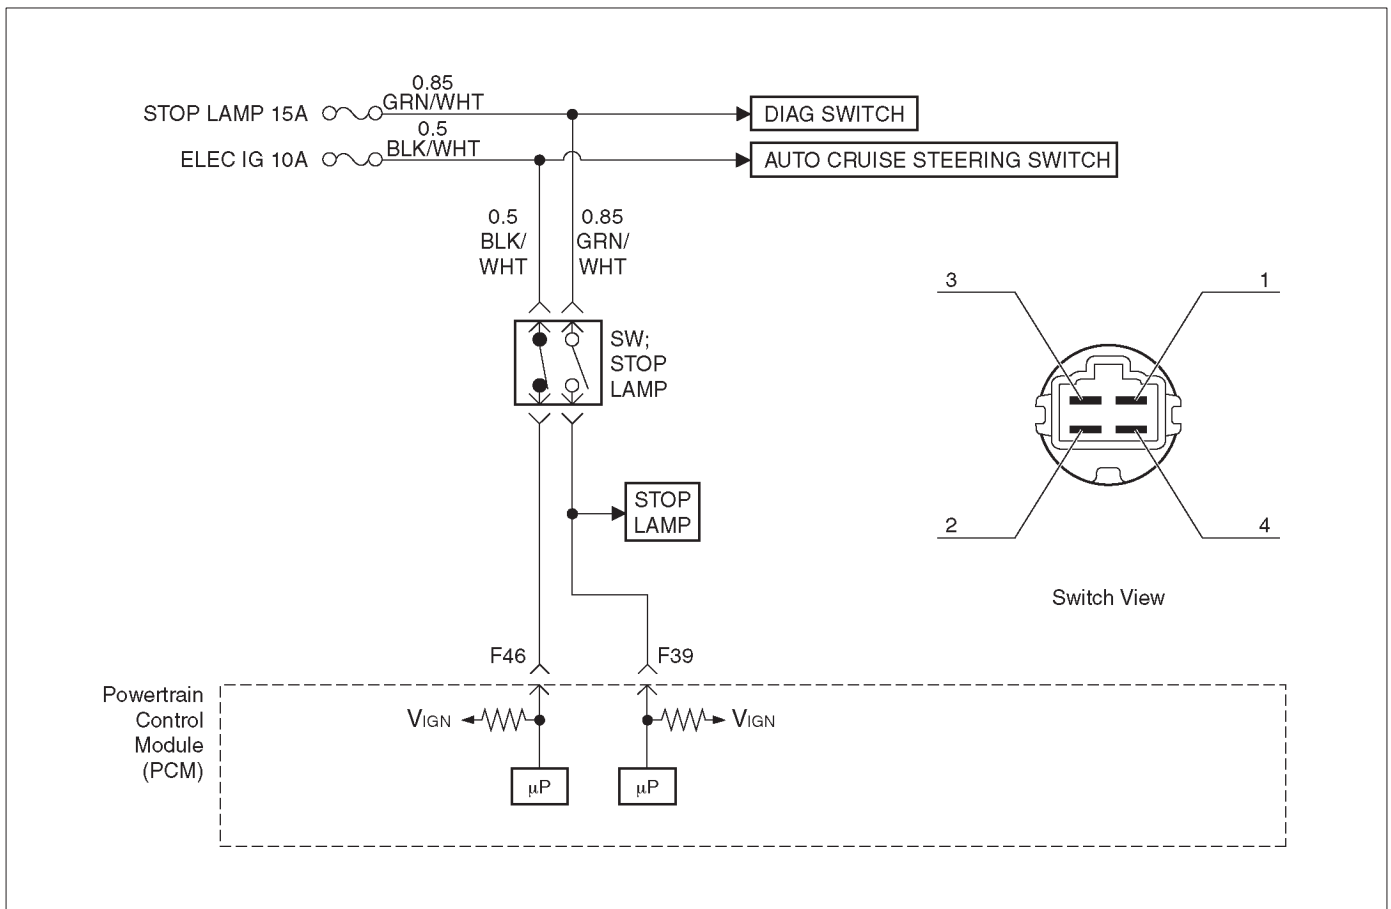 0.85
STOP LAMP 15A
GRN/WHT
DIAG SWITCH
0.5
ELEC IG 10A
BLK/WHT
AUTO CRUISE STEERING SWITCH
0.5
BLK/
WHT
0.85
GRN/
WHT
3
1
SW;
STOP
LAMP
STOP
LAMP
2
4
Switch View
F46
F39
Powertrain
Control
Module
(PCM)
VIGN
VIGN
μP
μP